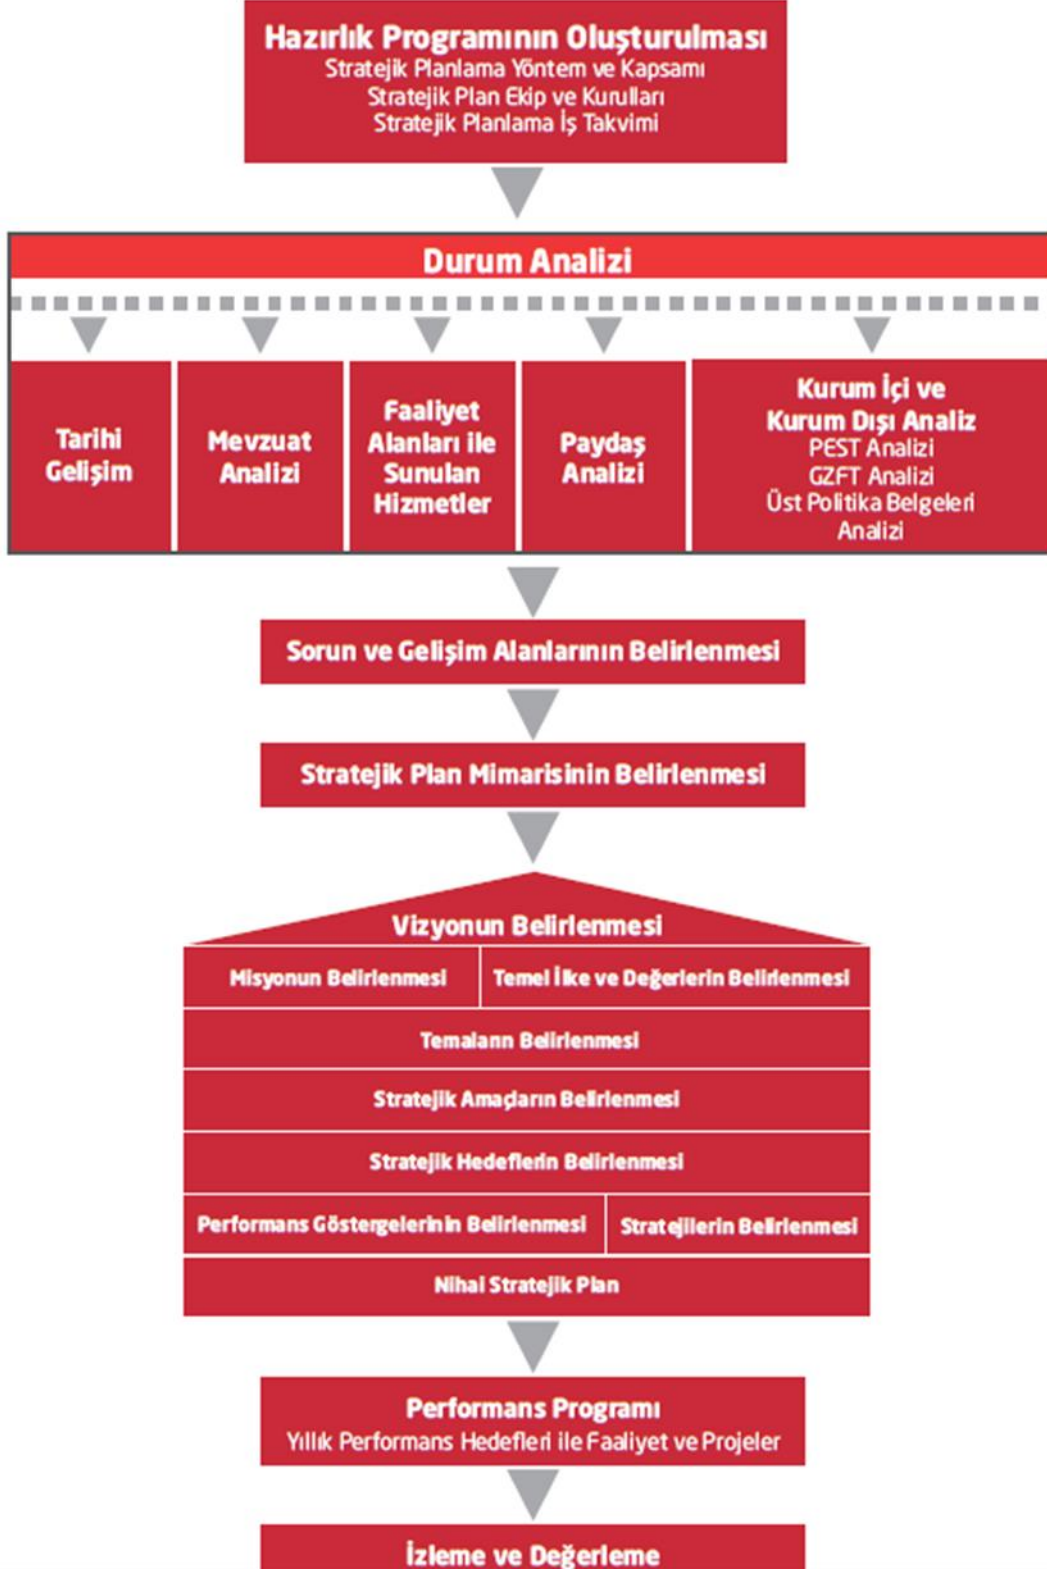 Hazırlık Programının Oluşturulması
Stratejik Planlama Yöntem ve Kapsamı
Stratejik Plan Ekip ve Kurulları
Stratejik Planlama İş Takvimi
Durum Analizi
Tarihi
Gelişim
Mevzuat
Analizi
Faaliyet
Alanları ile
Sunulan
Hizmetler
Paydaş
Analizi
Kurum İçi ve
Kurum Dışı Analiz
PEST Analizi
GZFT Analizi
Üst Politika Belgeleri
Analizi
Sorun ve Gelişim Alanlarının Belirlenmesi
Stratejik Plan Mimarisinin Belirlenmesi
Vizyonun Belirlenmesi
Misyonun Belirlenmesi
Temel İlke ve Değerlerin Belirlenmesi
Temaların Belirlenmesi
Stratejik Amaçların Belirlenmesi
Stratejik Hedeflerin Belirlenmesi
Performans Göstergelerinin Belirlenmesi
Stratejilerin Belirlenmesi
Nihai Stratejik Plan
Performans Programı
Yıllık Performans Hedefleri ile Faaliyet ve Projeler
İzleme ve Değerleme